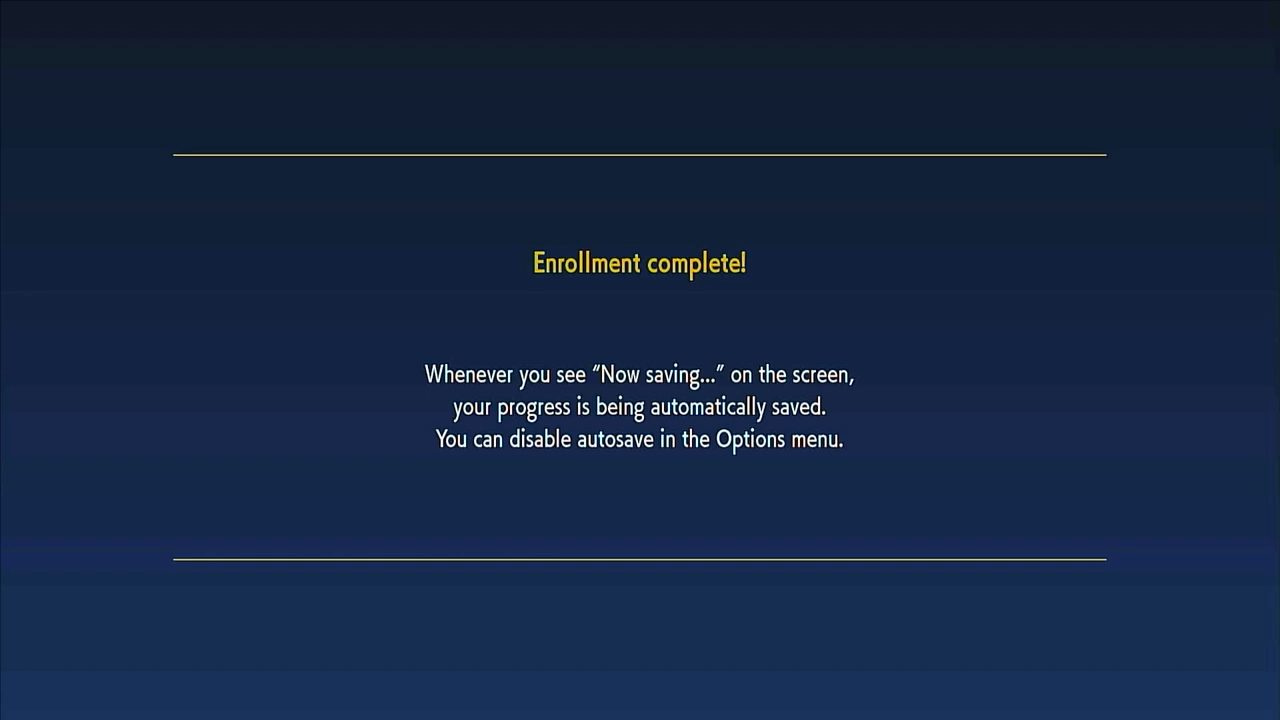 Enrollment complete!
Whenever you see “Now saving...” on the screen,
your progress is being automatically saved.
You can disable autosave in the Options menu.